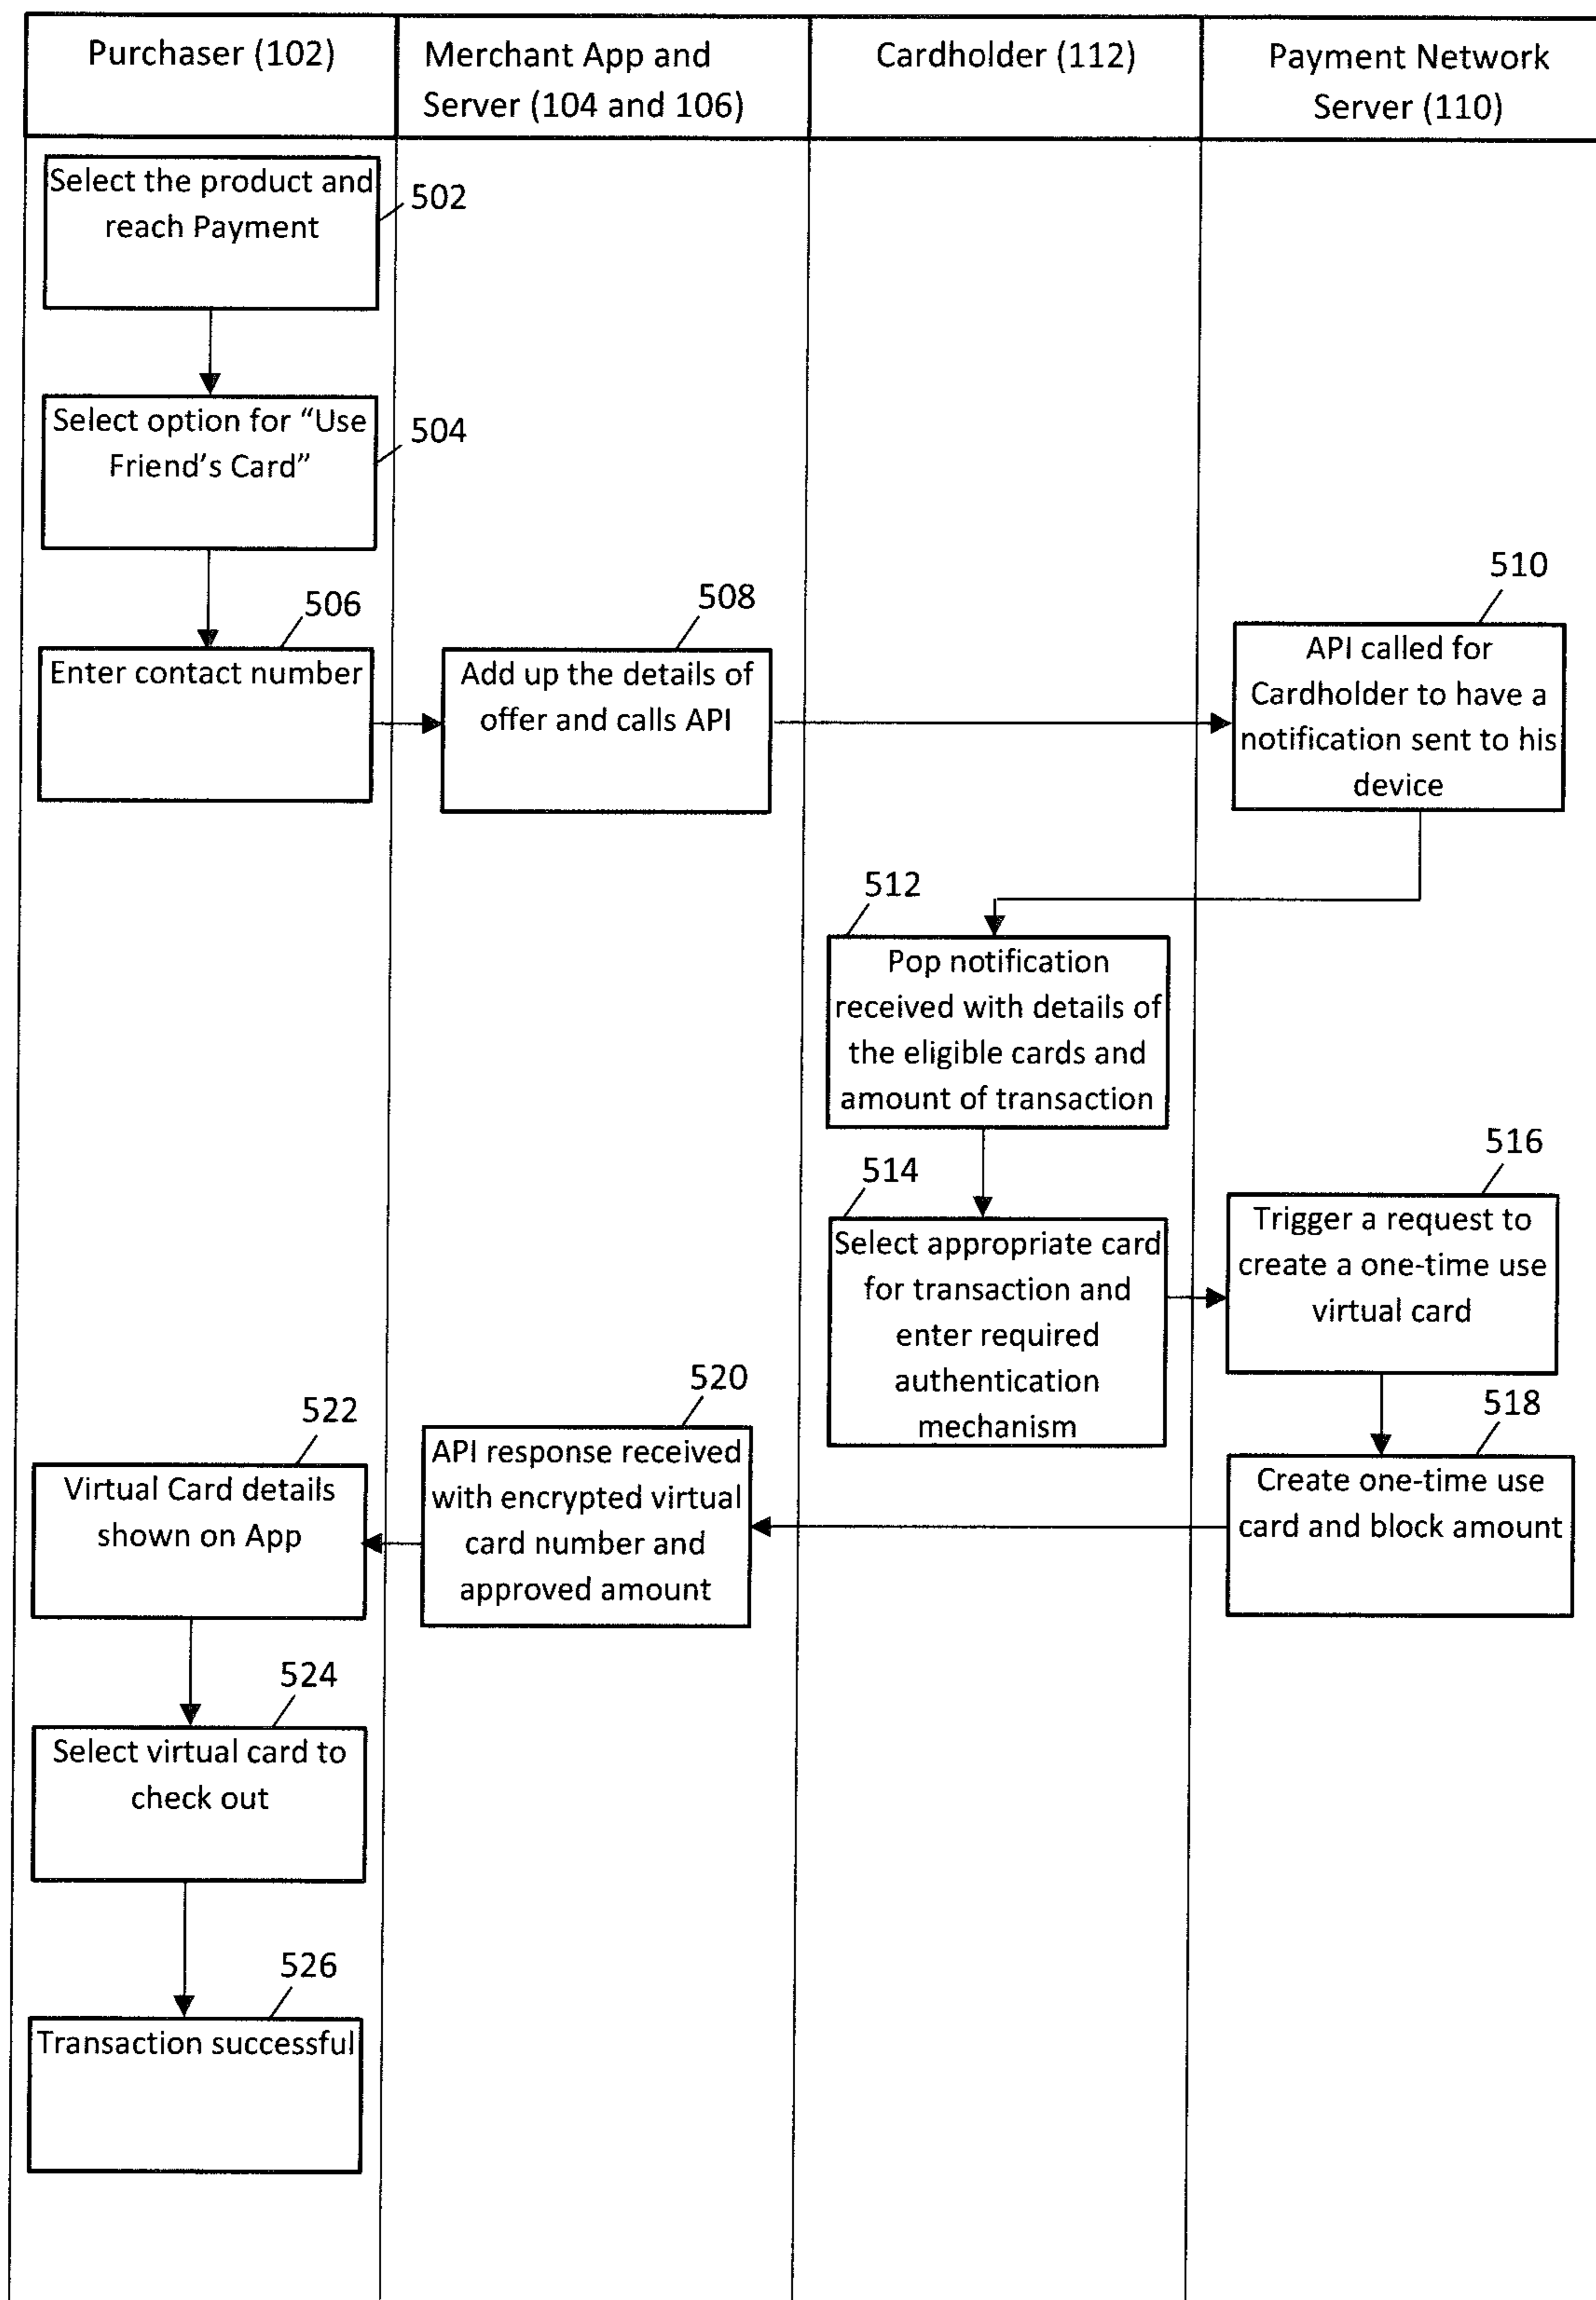 Purchaser (102)
Merchant App and
Server (104 and 106)
Cardholder (112)
Payment Network
Server (110)
Select the product and
reach Payment
502
Select option for “Use
Friend's Card”
504
506
Enter contact number
508
Add up the details of
offer and calls API
510
API called for
Cardholder to have a
notification sent to his
device
512
Pop notification
received with details of
the eligible cards and
amount of transaction
514
Select appropriate card
for transaction and
enter required
authentication
mechanism
516
Trigger a request to
create a one-time use
virtual card
518
Create one-time use
card and block amount
520
API response received
with encrypted virtual
card number and
approved amount
522
Virtual Card details
shown on App
524
Select virtual card to
check out
526
Transaction successful